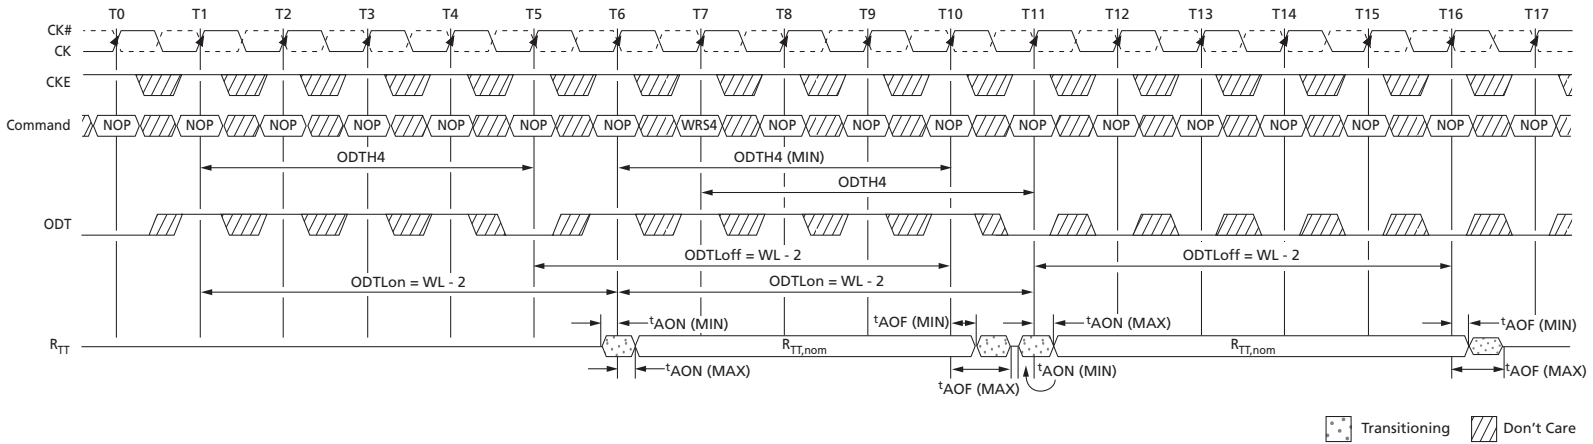 T0 T1 T2 T3 T4 T5 T6 T7 T8 T9 T10 T11 T12 T13 T14 T15 T16 T17
CK#
CK
CKE
Command NOP NOP NOP NOP NOP NOP NOP WRS4 NOP NOP NOP NOP NOP NOP NOP NOP NOP NOP
ODTH4 ODTH4 (MIN)
ODTH4
ODT
ODTLoff = WL - 2 ODTLoff = WL - 2
ODTLon = WL - 2 ODTLon = WL - 2
tAON (MIN) tAOF (MIN) tAON (MAX) tAOF (MIN)
RTT RTT,nom RTT,nom
tAON (MAX) tAON (MIN) tAOF (MAX)
tAOF (MAX)
Transitioning Don't Care